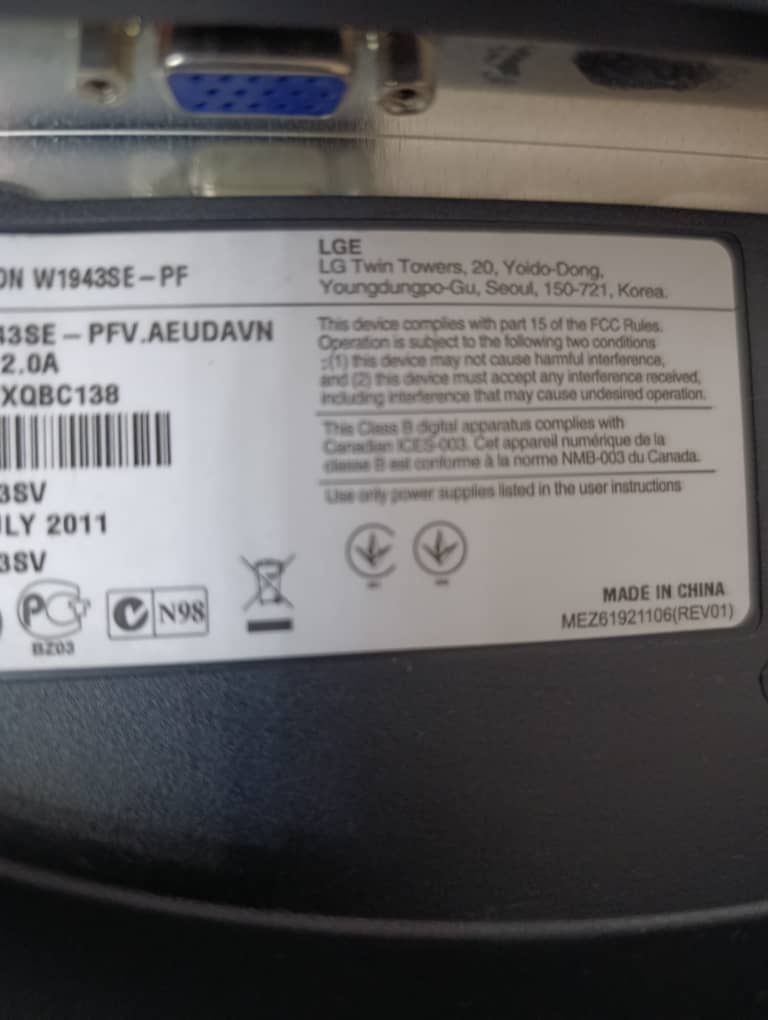 LGE
ON W1943SE-PF
LG Twin Towers, 20, Yoido-Dong,
Youngdungpo-Gu, Seoul, 150-721, Korea.
43SE-PFV.AEUDAVN
2.0A
XQBC138
3SV
LY 2011
3SV
PC
BZ03
N98
This device complies with part 15 of the FCC Rules.
Operation is subject to the following two conditions
:(1) this device may not cause harmful interference,
and (2) this device must accept any interference received,
including interference that may cause undesired operation.
This Class B digital apparatus complies with
Canadian ICES-003. Cet appareil numérique de la
classe B est conforme à la norme NMB-003 du Canada.
Use only power supplies listed in the user instructions
MADE IN CHINA
MEZ61921106(REV01)